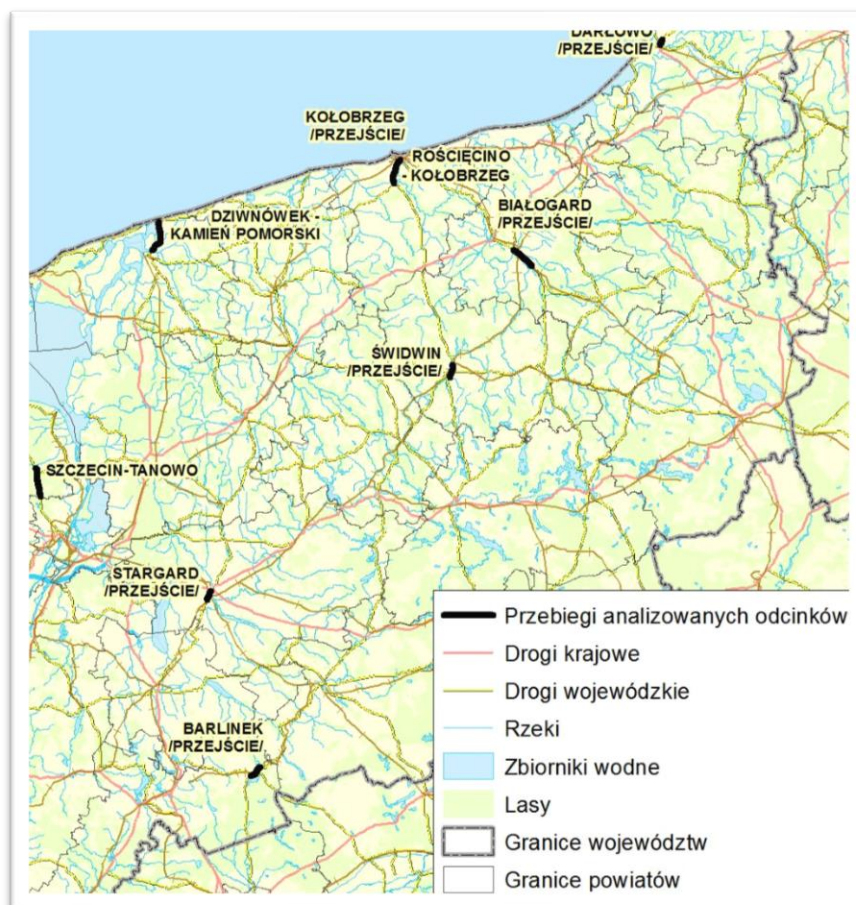 DARŁOWO
/PRZEJŚCIE/
KOŁOBRZEG
/PRZEJŚCIE/
ROŚCIĘCINO
- KOŁOBRZEG
DZIWNÓWEK -
KAMIEŃ POMORSKI
BIAŁOGARD
/PRZEJŚCIE/
ŚWIDWIN
/PRZEJŚCIE/
SZCZECIN-TANOWO
STARGARD
/PRZEJŚCIE/
BARLINEK
/PRZEJŚCIE/
Przebiegi analizowanych odcinków
Drogi krajowe
Drogi wojewódzkie
Rzeki
Zbiorniki wodne
Lasy
Granice województw
Granice powiatów